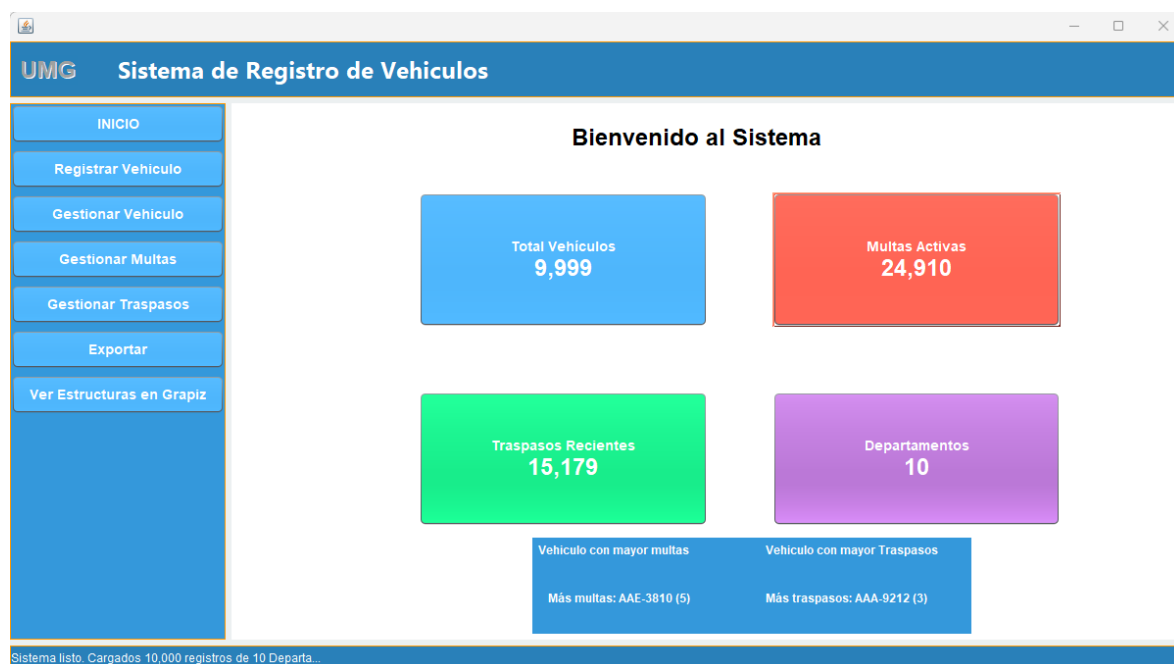 UMG Sistema de Registro de Vehiculos
INICIO
Registrar Vehiculo
Gestionar Vehiculo
Gestionar Multas
Gestionar Traspasos
Exportar
Ver Estructuras en Grapiz
Bienvenido al Sistema
Total Vehículos
9,999
Multas Activas
24,910
Traspasos Recientes
15,179
Departamentos
10
Vehiculo con mayor multas
Vehiculo con mayor Traspasos
Más multas: AAE-3810 (5)
Más traspasos: AAA-9212 (3)
Sistema listo. Cargados 10,000 registros de 10 Departa...